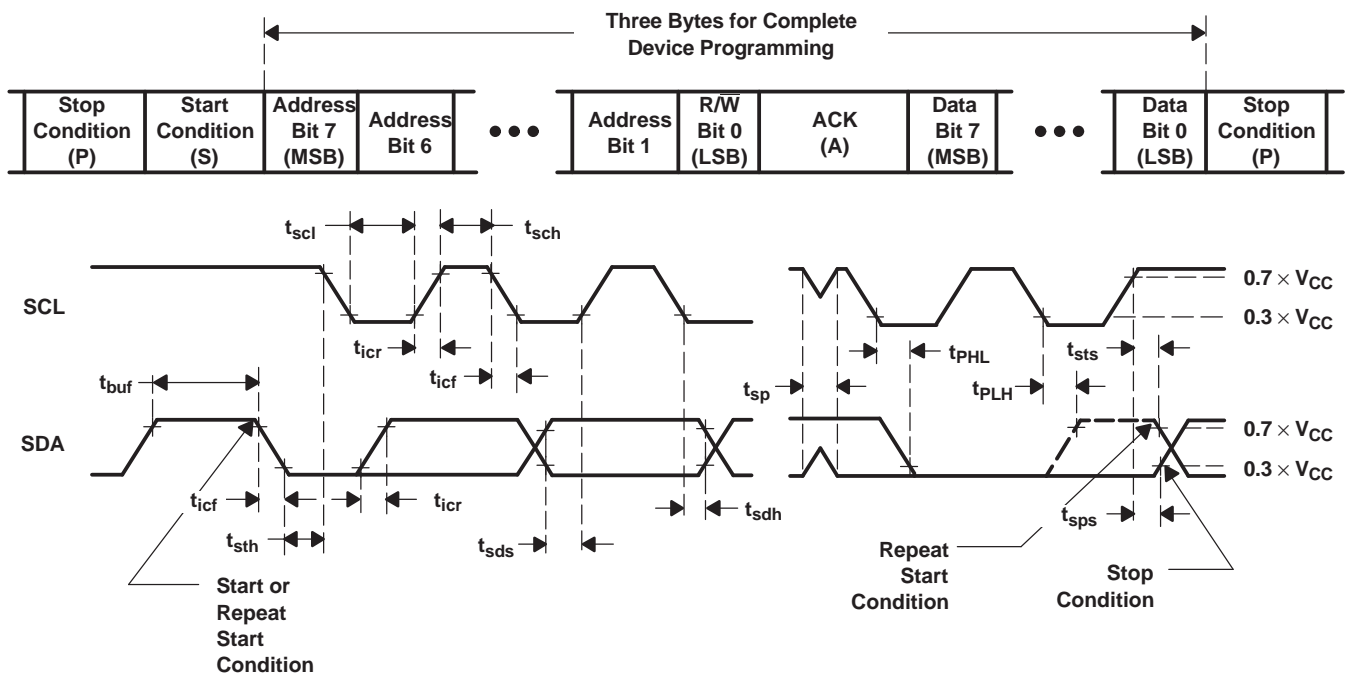 Three Bytes for Complete
Device Programming
Stop
Condition
(P)
Start
Condition
(S)
Address
Bit 7
(MSB)
Address
Bit 6
•••
Address
Bit 1
R/W̅
Bit 0
(LSB)
ACK
(A)
Data
Bit 7
(MSB)
•••
Data
Bit 0
(LSB)
Stop
Condition
(P)
tscl
tsch
SCL
0.7 × VCC
0.3 × VCC
ticr
tPHL
tsts
tbuf
ticf
tsp
tPLH
SDA
0.7 × VCC
0.3 × VCC
ticf
ticr
tsdh
tsth
tsds
tsps
Start or
Repeat
Start
Condition
Repeat
Start
Condition
Stop
Condition